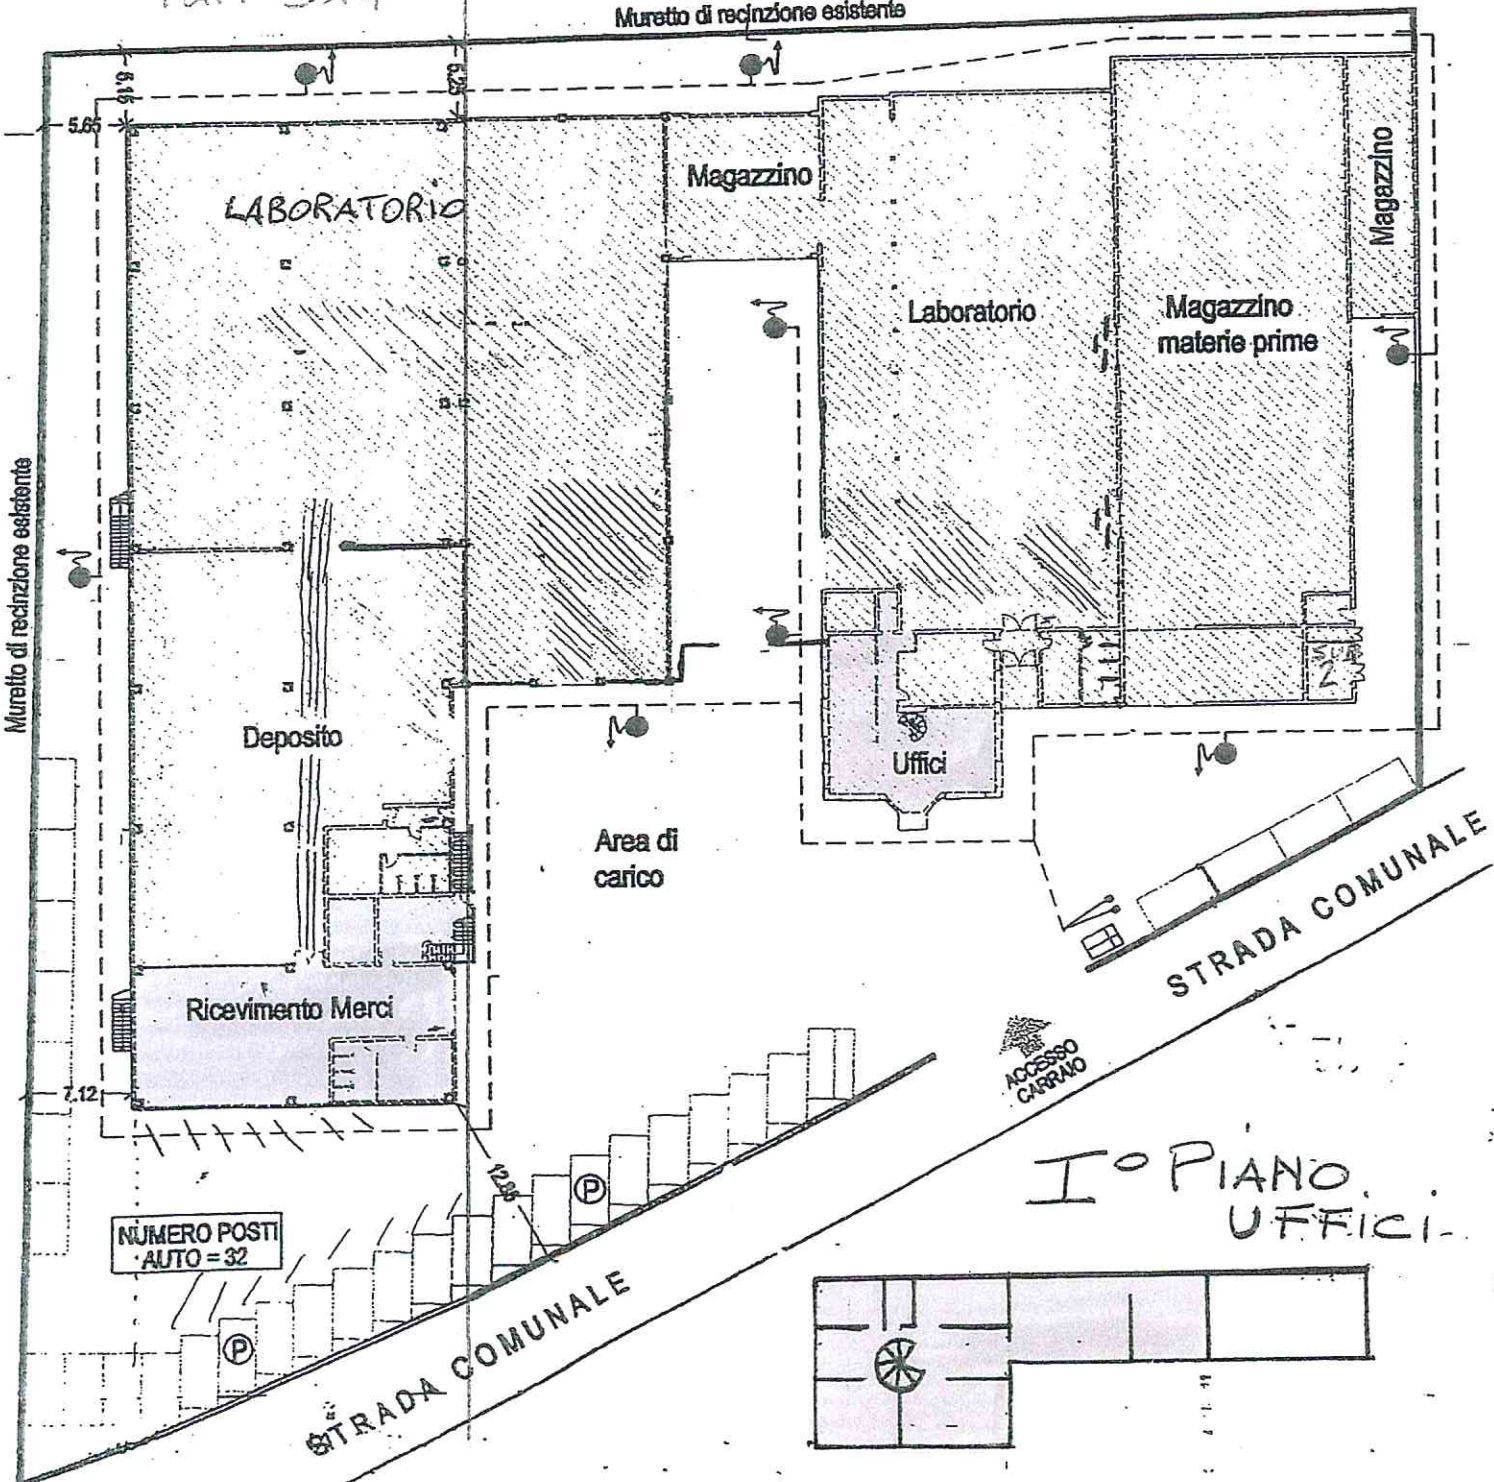 Muretto di recinzione esistente
5.15
5.25
5.65
Magazzino
Magazzino
LABORATORIO
Laboratorio
Magazzino
materie prime
Muretto di recinzione esistente
2
Deposito
Uffici
Area di
carico
STRADA COMUNALE
Ricevimento Merci
ACCESSO
CARRAIO
7.12
I° PIANO
UFFICI
12.85
P
NUMERO POSTI
AUTO = 32
P
STRADA COMUNALE